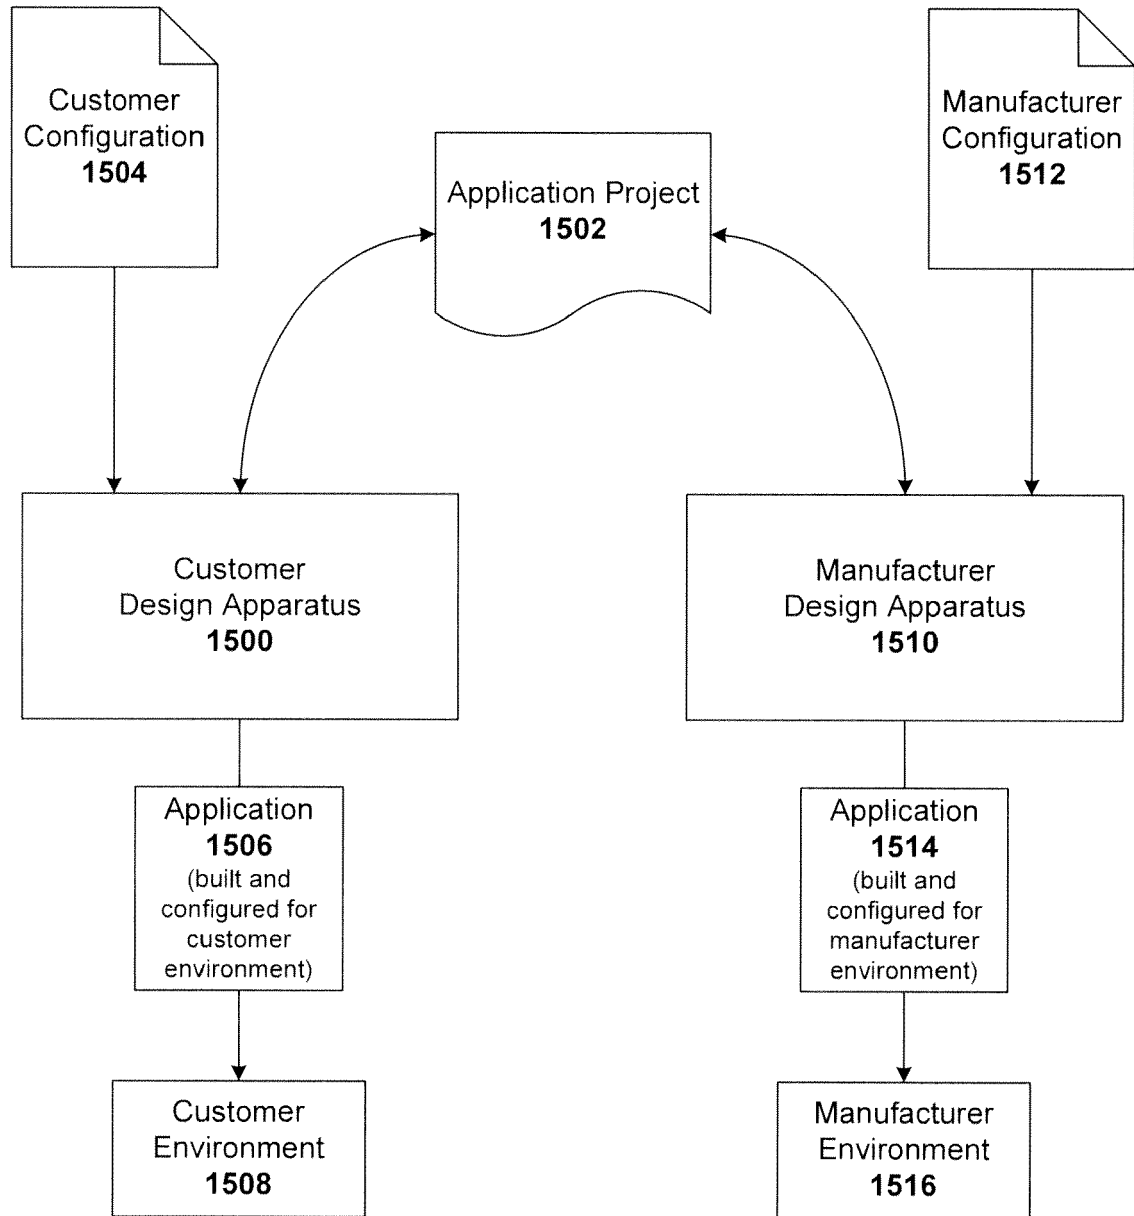 Customer
Configuration
1504
Manufacturer
Configuration
1512
Application Project
1502
Customer
Design Apparatus
1500
Manufacturer
Design Apparatus
1510
Application
1506
(built and
configured for
customer
environment)
Application
1514
(built and
configured for
manufacturer
environment)
Customer
Environment
1508
Manufacturer
Environment
1516